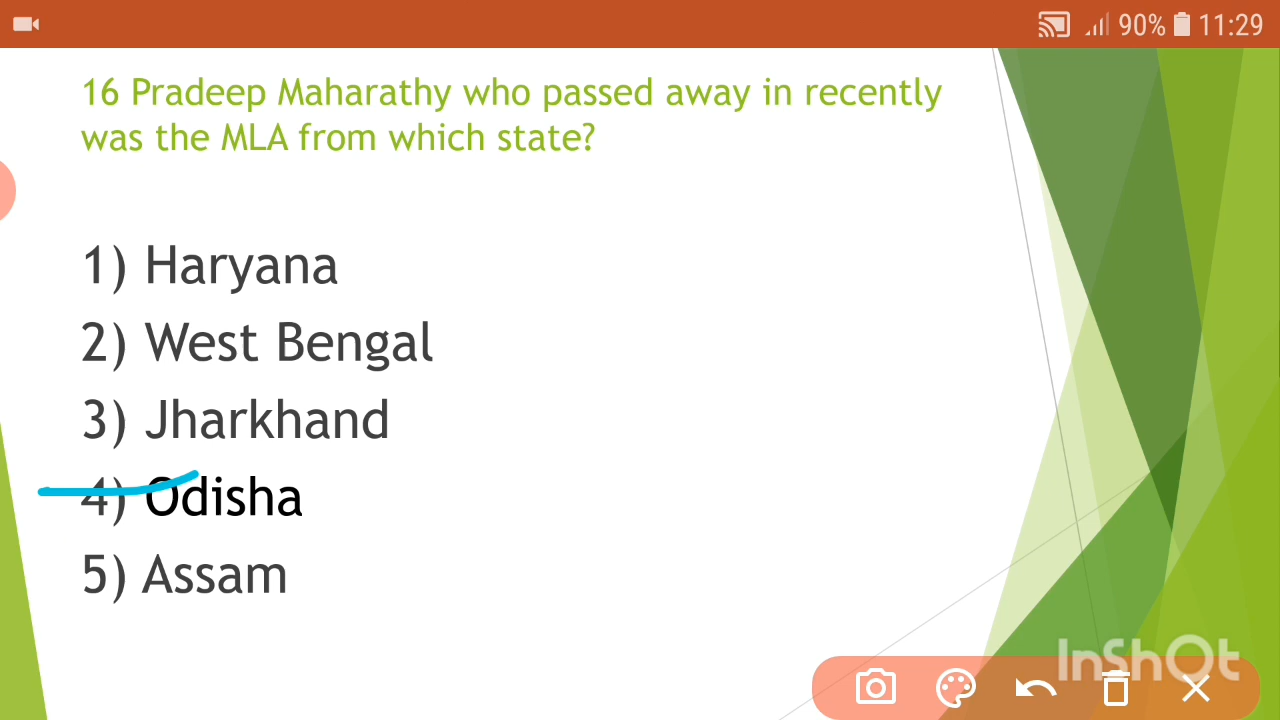 90% 11:29
16 Pradeep Maharathy who passed away in recently
was the MLA from which state?
1) Haryana
2) West Bengal
3) Jharkhand
4) Odisha
5) Assam
InShOt